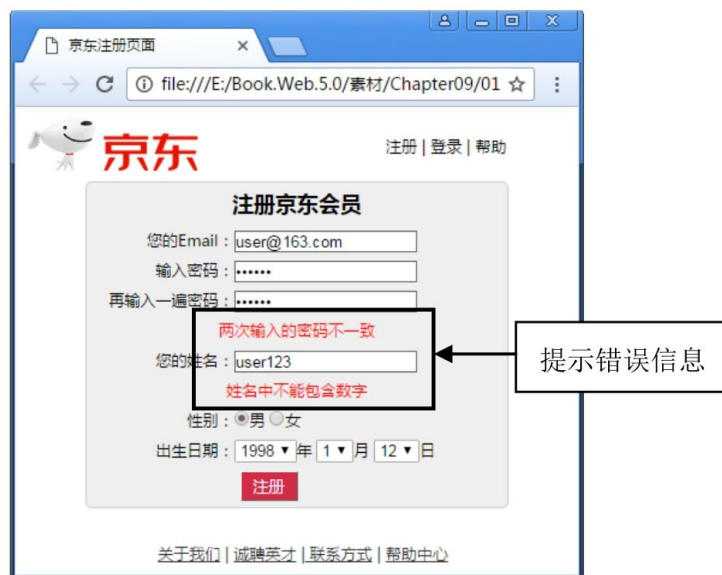 京东注册页面
file:///E:/Book.Web.5.0/素材/Chapter09/01
京东
注册 | 登录 | 帮助
注册京东会员
您的Email：user@163.com
输入密码：••••••
再输入一遍密码：••••••
两次输入的密码不一致
您的姓名：user123
姓名中不能包含数字
提示错误信息
性别：男 女
出生日期：1998 年 1 月 12 日
注册
关于我们 | 诚聘英才 | 联系方式 | 帮助中心